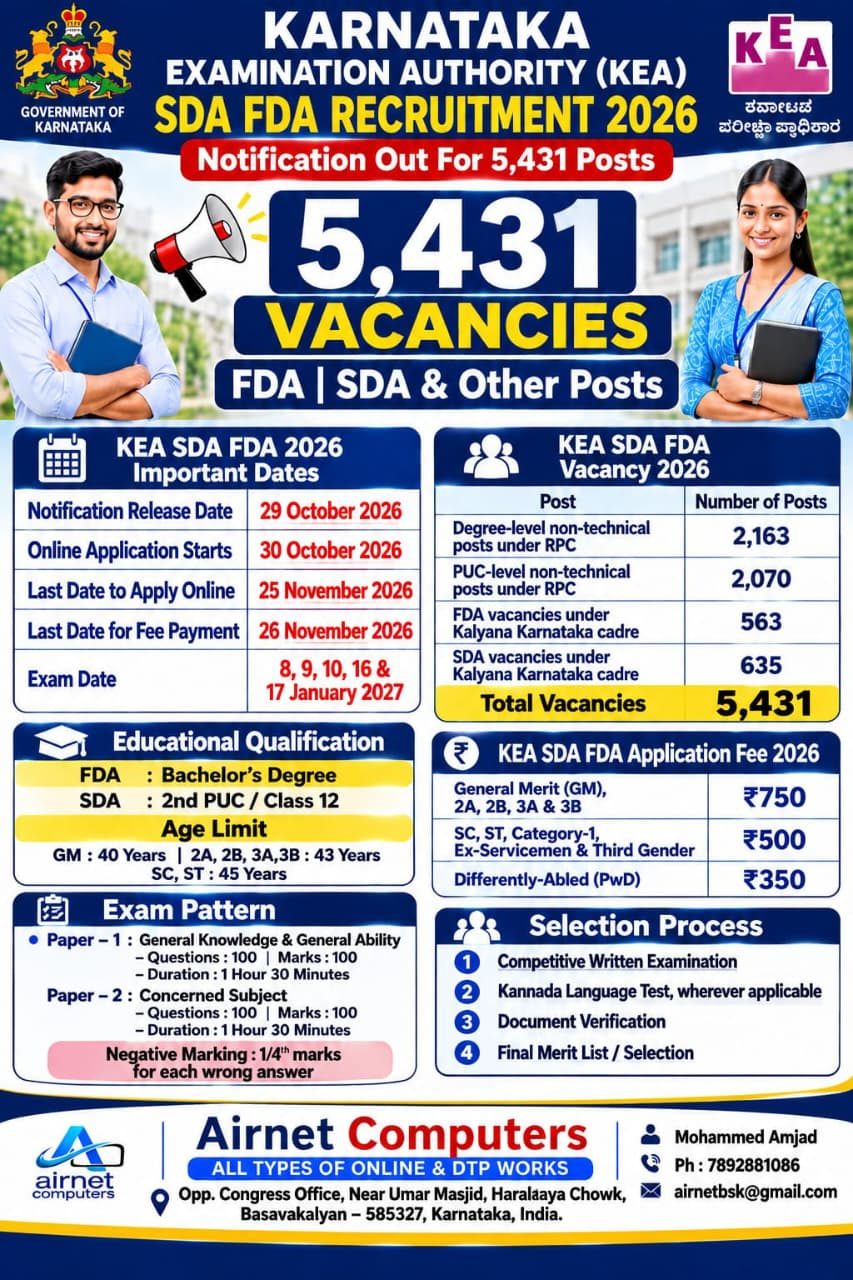 KARNATAKA
EXAMINATION AUTHORITY (KEA)
SDA FDA RECRUITMENT 2026
Notification Out For 5,431 Posts
GOVERNMENT OF
KARNATAKA
KEA
ಪರೀಕ್ಷಾ ಪ್ರಾಧಿಕಾರ
5,431
VACANCIES
FDA | SDA & Other Posts
KEA SDA FDA 2026
Important Dates
Notification Release Date 29 October 2026
Online Application Starts 30 October 2026
Last Date to Apply Online 25 November 2026
Last Date for Fee Payment 26 November 2026
Exam Date 8, 9, 10, 16 &
17 January 2027
KEA SDA FDA
Vacancy 2026
Post Number of Posts
Degree-level non-technical
posts under RPC 2,163
PUC-level non-technical
posts under RPC 2,070
FDA vacancies under
Kalyana Karnataka cadre 563
SDA vacancies under
Kalyana Karnataka cadre 635
Total Vacancies 5,431
Educational Qualification
FDA : Bachelor's Degree
SDA : 2nd PUC / Class 12
Age Limit
GM : 40 Years | 2A, 2B, 3A,3B : 43 Years
SC, ST : 45 Years
KEA SDA FDA Application Fee 2026
General Merit (GM),
2A, 2B, 3A & 3B ₹750
SC, ST, Category-1,
Ex-Servicemen & Third Gender ₹500
Differently-Abled (PwD) ₹350
Exam Pattern
• Paper – 1 : General Knowledge & General Ability
– Questions : 100 | Marks : 100
– Duration : 1 Hour 30 Minutes
Paper – 2 : Concerned Subject
– Questions : 100 | Marks : 100
– Duration : 1 Hour 30 Minutes
Negative Marking : 1/4th marks
for each wrong answer
Selection Process
1 Competitive Written Examination
2 Kannada Language Test, wherever applicable
3 Document Verification
4 Final Merit List / Selection
airnet
computers
Airnet Computers
ALL TYPES OF ONLINE & DTP WORKS
Opp. Congress Office, Near Umar Masjid, Haralaaya Chowk,
Basavakalyan – 585327, Karnataka, India.
Mohammed Amjad
Ph : 7892881086
airnetbsk@gmail.com